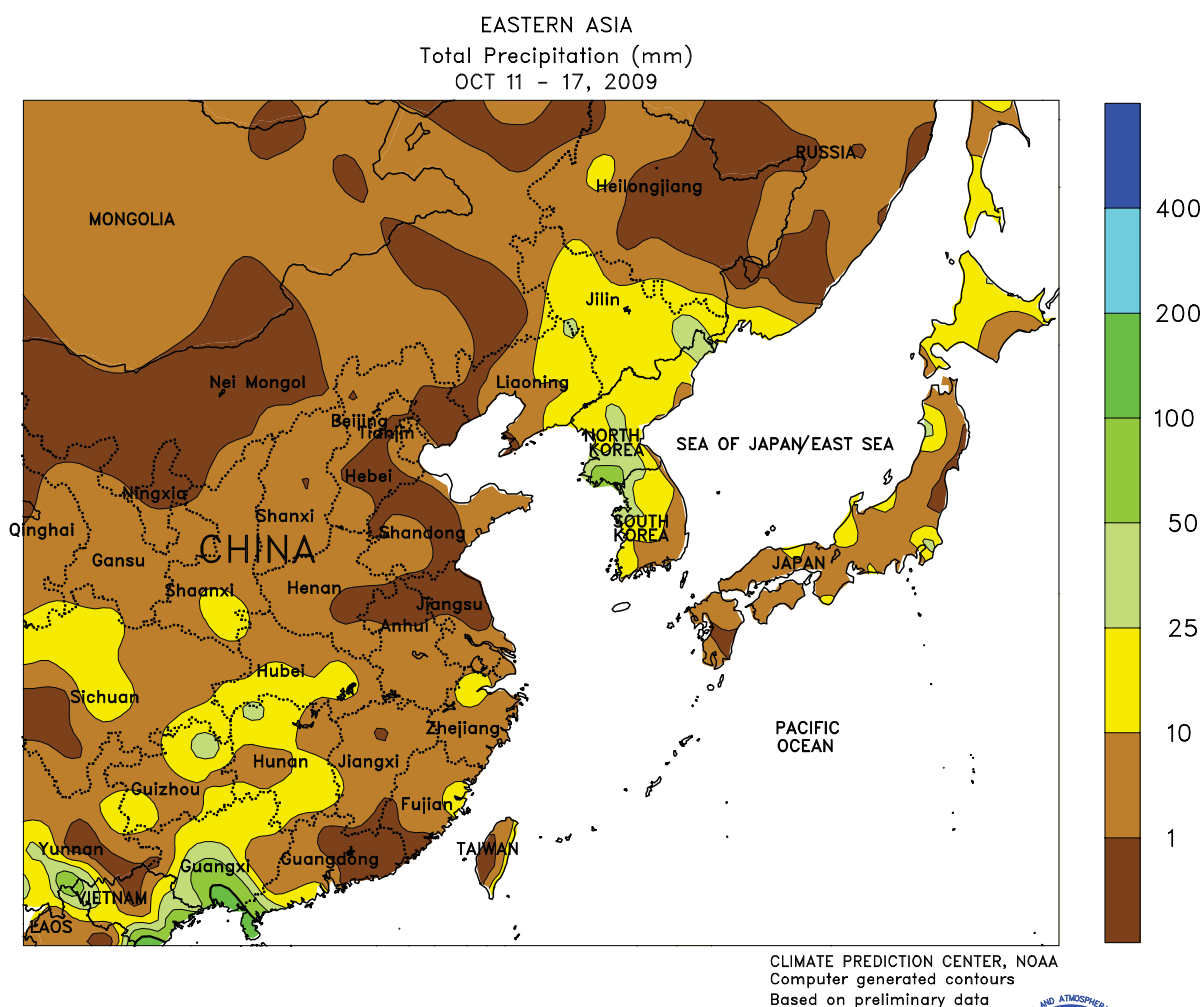 EASTERN ASIA
Total Precipitation (mm)
OCT 11 - 17, 2009
RUSSIA
Heilongjiang
MONGOLIA
400
200
100
50
25
10
1
Jilin
Nei Mongol
Liaoning
Beijing
Tianjin
NORTH
KOREA
SEA OF JAPAN/EAST SEA
Hebei
Ningxia
Shanxi
Qinghai
Shandong
SOUTH
KOREA
CHINA
Gansu
JAPAN
Shaanxi
Henan
Jiangsu
Anhui
Hubei
Sichuan
Zhejiang
PACIFIC
OCEAN
Hunan
Jiangxi
Guizhou
Fujian
Yunnan
TAIWAN
Guangxi
Guangdong
VIETNAM
LAOS
CLIMATE PREDICTION CENTER, NOAA
Computer generated contours
Based on preliminary data
AND ATMOSPHER